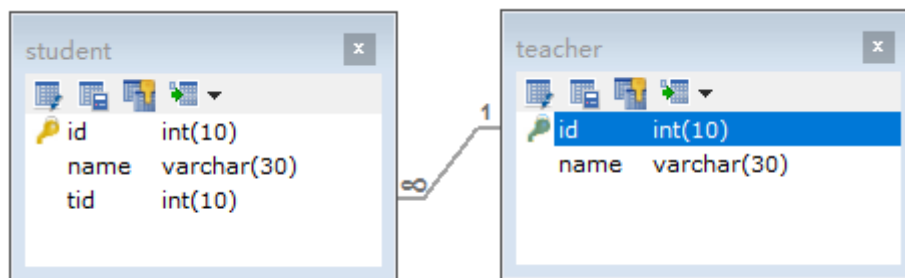 student
x
id int(10)
name varchar(30)
tid int(10)
∞
1
teacher
x
id int(10)
name varchar(30)